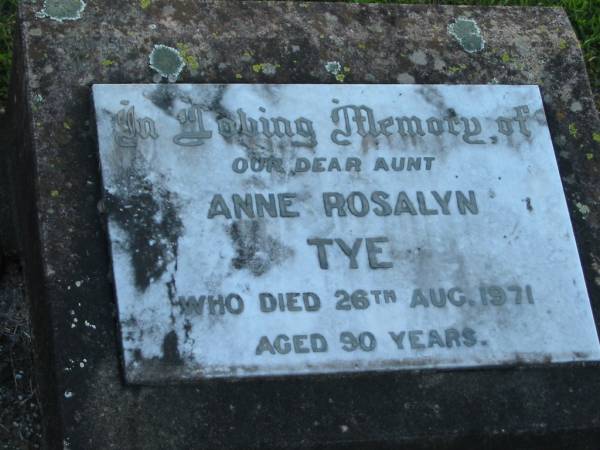 In Loving Memory of
OUR DEAR AUNT
ANNE ROSALYN
TYE
WHO DIED 26TH AUG. 1971
AGED 90 YEARS.